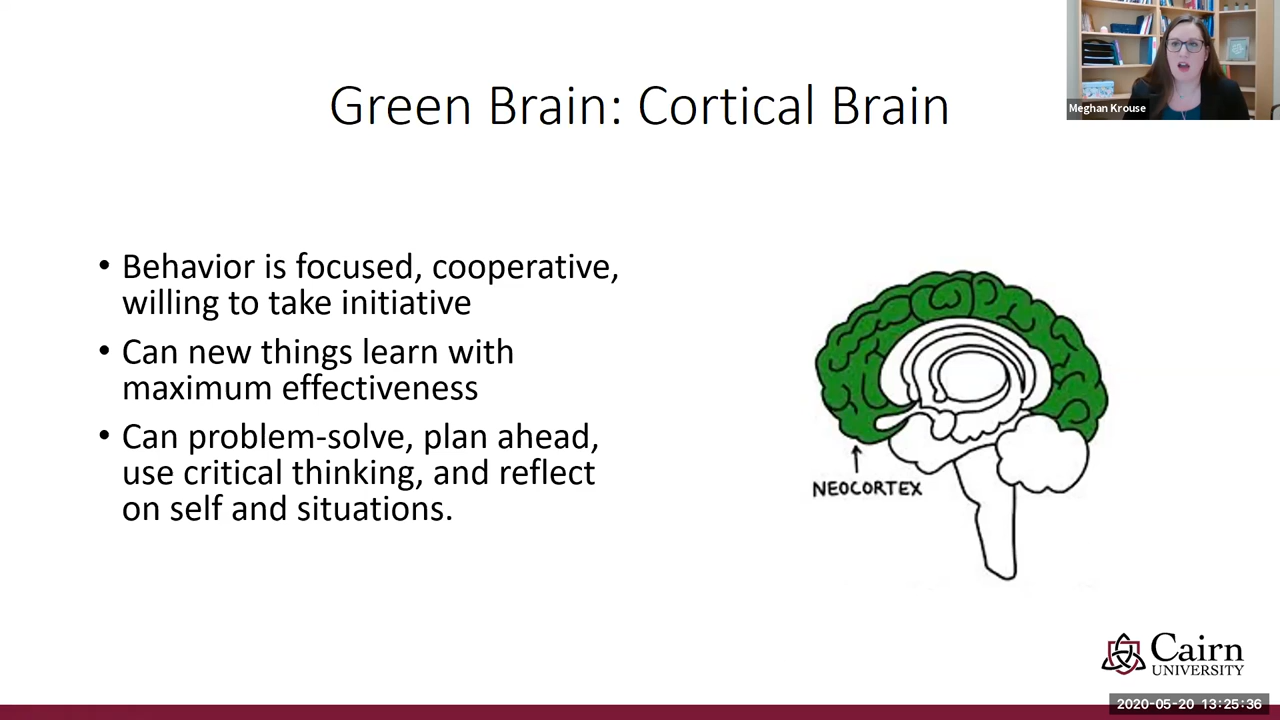 Meghan Krouse
Green Brain: Cortical Brain
• Behavior is focused, cooperative,
willing to take initiative
• Can new things learn with
maximum effectiveness
• Can problem-solve, plan ahead,
use critical thinking, and reflect
on self and situations.
NEOCORTEX
Cairn
UNIVERSITY
2020-05-20 13:25:36